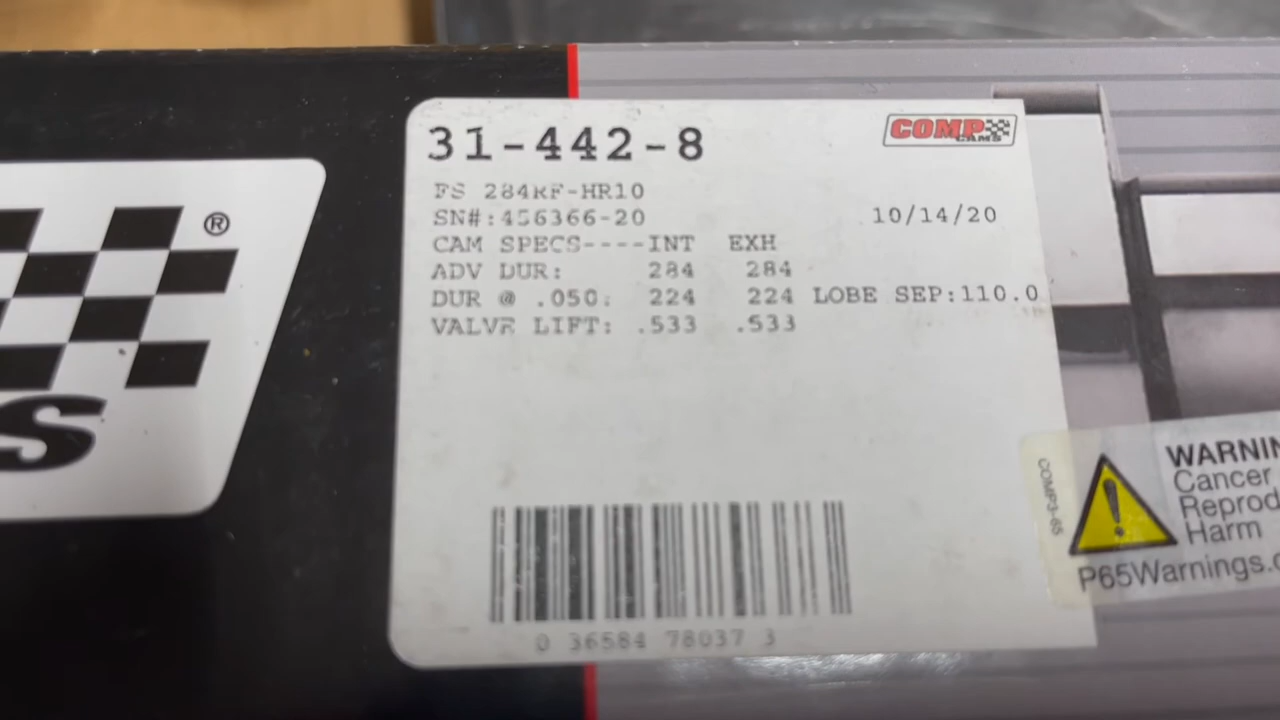 31-442-8
COMP
CAMS
FS 284RF-HR10
SN#:456366-20 10/14/20
CAM SPECS----INT EXH
ADV DUR: 284 284
DUR @ .050: 224 224 LOBE SEP:110.0
VALVE LIFT: .533 .533
0 36584 78037 3
®
S
COMP3-65
WARNIN
Cancer
Reprod
Harm
P65Warnings.c